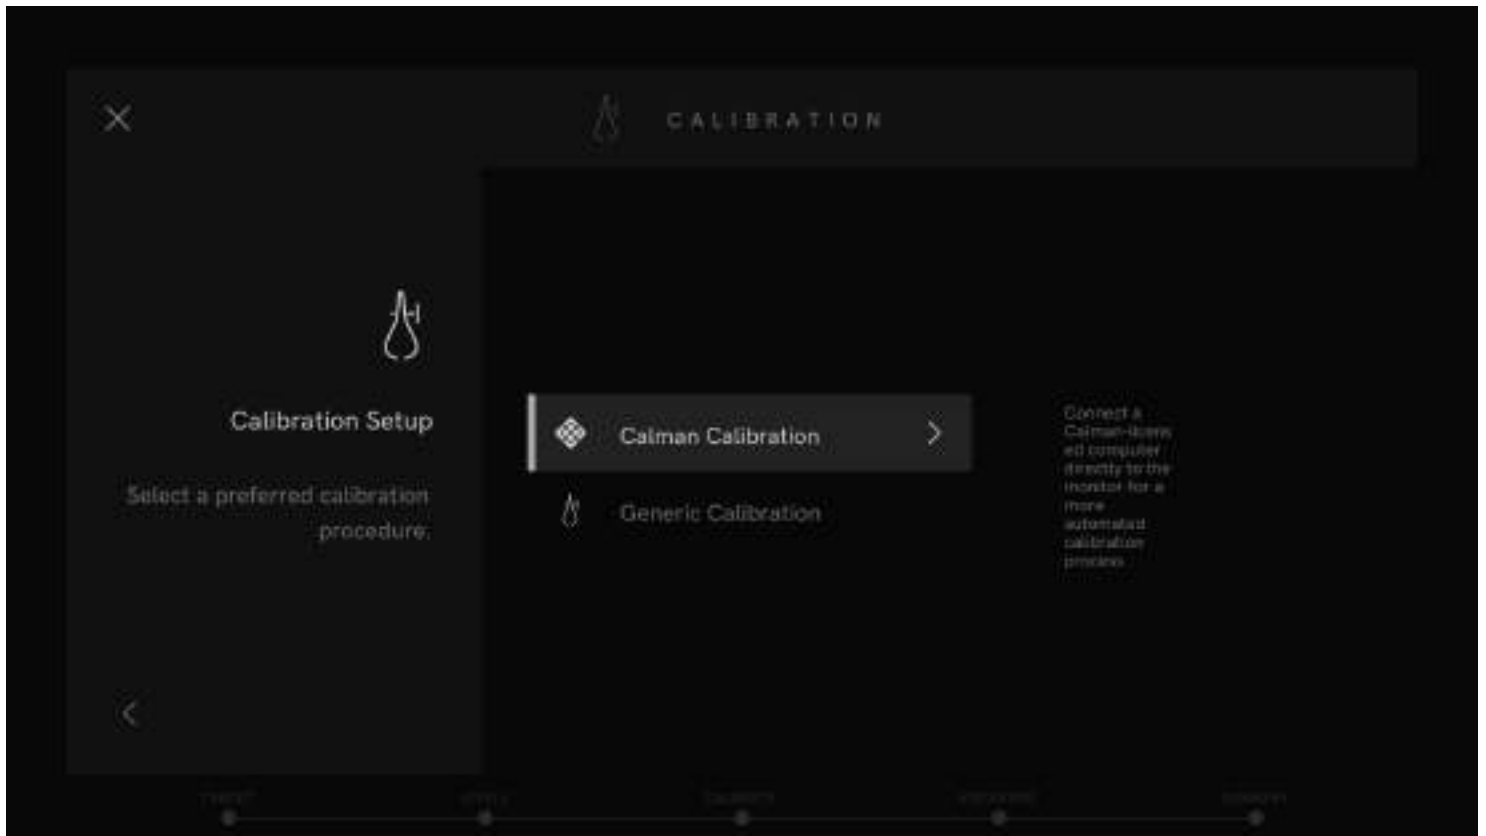 CALIBRATION
Calibration Setup
Select a preferred calibration
procedure.
Calman Calibration
Generic Calibration
Connect a
Calman-licens
ed computer
directly to the
monitor for a
more
automated
calibration
process